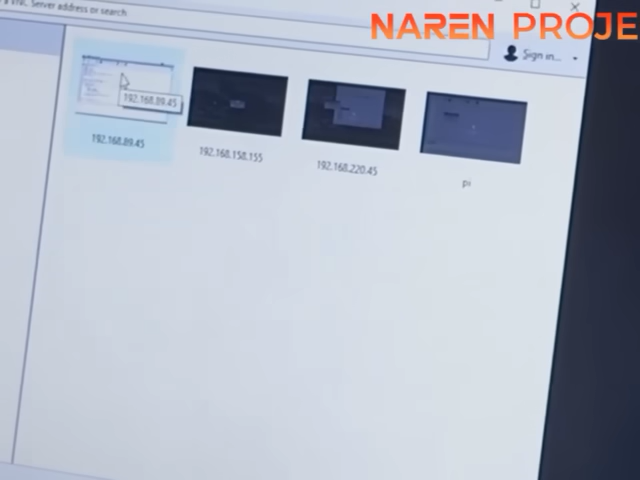 NAREN PROJE
VNC Server address or search
Sign in...
192.168.89.45
192.168.89.45
192.168.158.155
192.168.220.45
pi